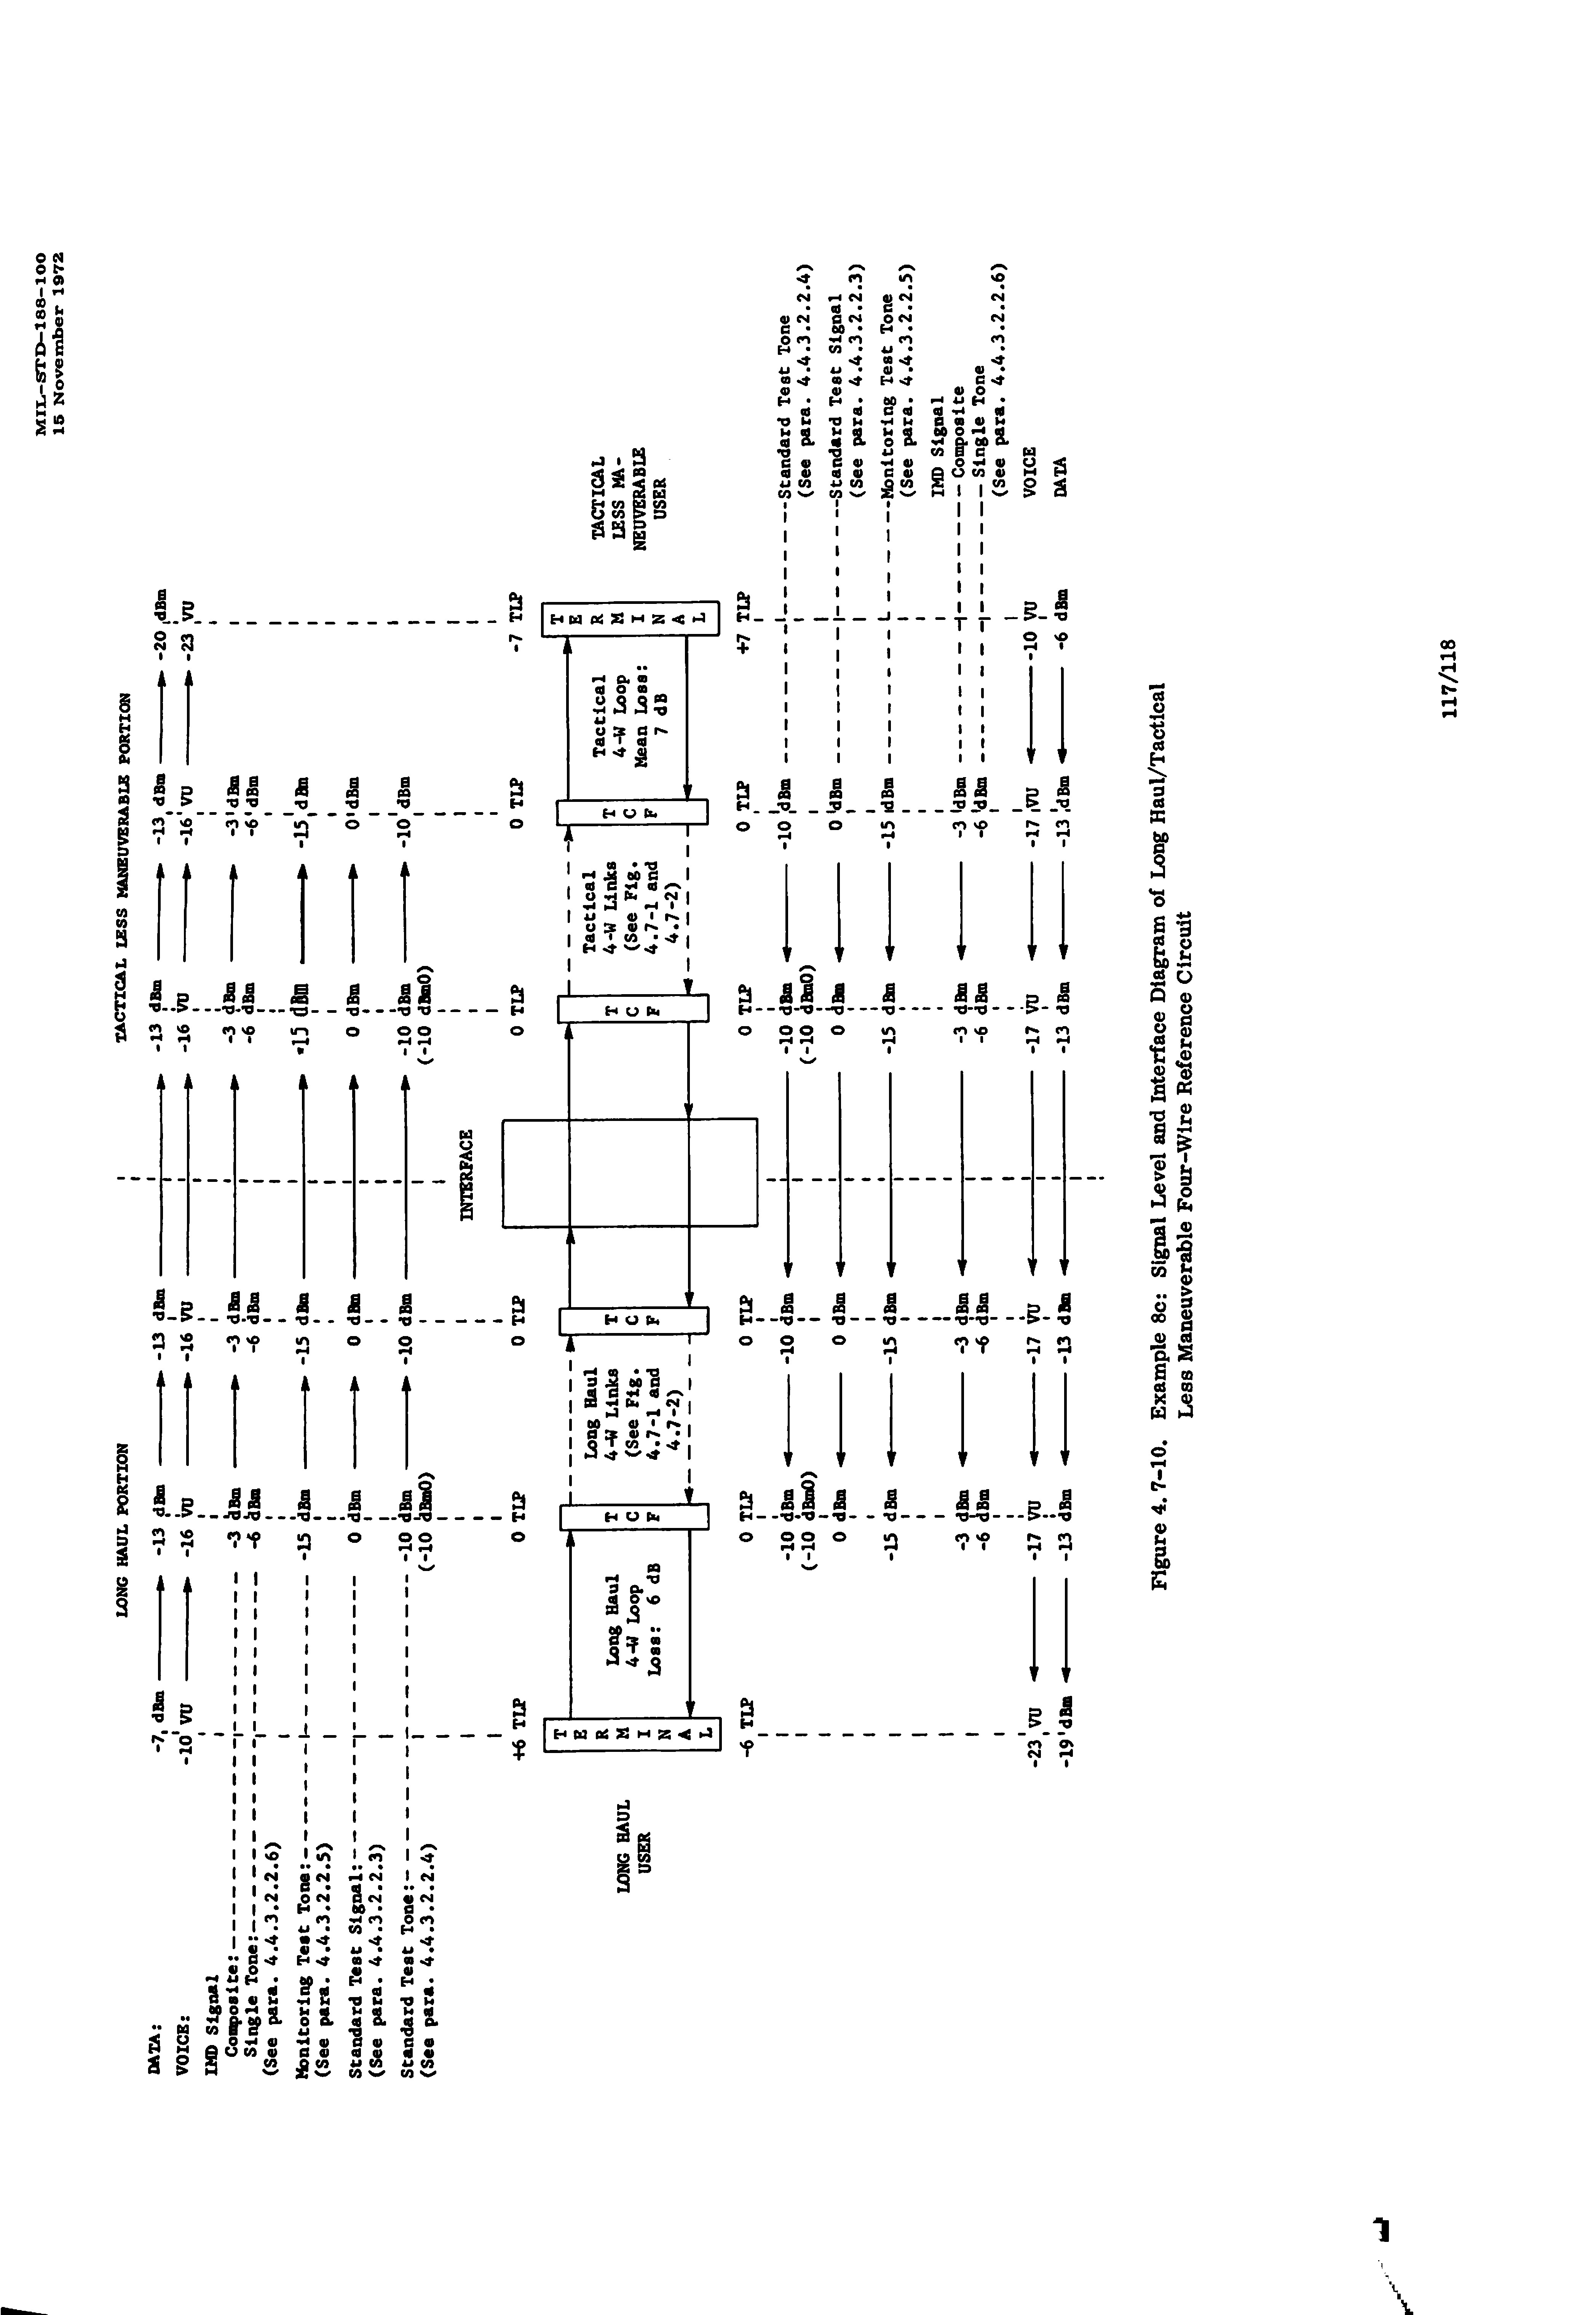 MIL-STD-188-100
15 November 1972
LONG HAUL PORTION
TACTICAL LESS MANEUVERABLE PORTION
DATA: -7 dBm -13 dBm -13 dBm -13 dBm -13 dBm -20 dBm
VOICE: -10 VU -16 VU -16 VU -16 VU -16 VU -23 VU
IMD Signal
Composite: -3 dBm -3 dBm -3 dBm -3 dBm
Single Tone: -6 dBm -6 dBm -6 dBm -6 dBm
(See para. 4.4.3.2.2.6)
Monitoring Test Tone: -15 dBm -15 dBm -15 dBm -15 dBm
(See para. 4.4.3.2.2.5)
Standard Test Signal: 0 dBm 0 dBm 0 dBm 0 dBm
(See para. 4.4.3.2.2.3)
Standard Test Tone: -10 dBm -10 dBm -10 dBm -10 dBm
(See para. 4.4.3.2.2.4) (-10 dBm0) (-10 dBm0)
INTERFACE
+6 TLP 0 TLP 0 TLP 0 TLP 0 TLP -7 TLP
LONG HAUL
USER
TERMINAL
Long Haul
4-W Loop
Loss: 6 dB
TCF
Long Haul
4-W Links
(See Fig.
4.7-1 and
4.7-2)
TCF
TCF
Tactical
4-W Links
(See Fig.
4.7-1 and
4.7-2)
TCF
Tactical
4-W Loop
Mean Loss:
7 dB
TERMINAL
TACTICAL
LESS MA-
NEUVERABLE
USER
-6 TLP 0 TLP 0 TLP 0 TLP 0 TLP +7 TLP
-10 dBm -10 dBm -10 dBm -10 dBm Standard Test Tone
(-10 dBm0) (-10 dBm0) (See para. 4.4.3.2.2.4)
0 dBm 0 dBm 0 dBm 0 dBm Standard Test Signal
(See para. 4.4.3.2.2.3)
-15 dBm -15 dBm -15 dBm -15 dBm Monitoring Test Tone
(See para. 4.4.3.2.2.5)
IMD Signal
-3 dBm -3 dBm -3 dBm -3 dBm Composite
-6 dBm -6 dBm -6 dBm -6 dBm Single Tone
(See para. 4.4.3.2.2.6)
-23 VU -17 VU -17 VU -17 VU -17 VU -10 VU VOICE
-19 dBm -13 dBm -13 dBm -13 dBm -13 dBm -6 dBm DATA
Figure 4.7-10. Example 8c: Signal Level and Interface Diagram of Long Haul/Tactical
Less Maneuverable Four-Wire Reference Circuit
117/118